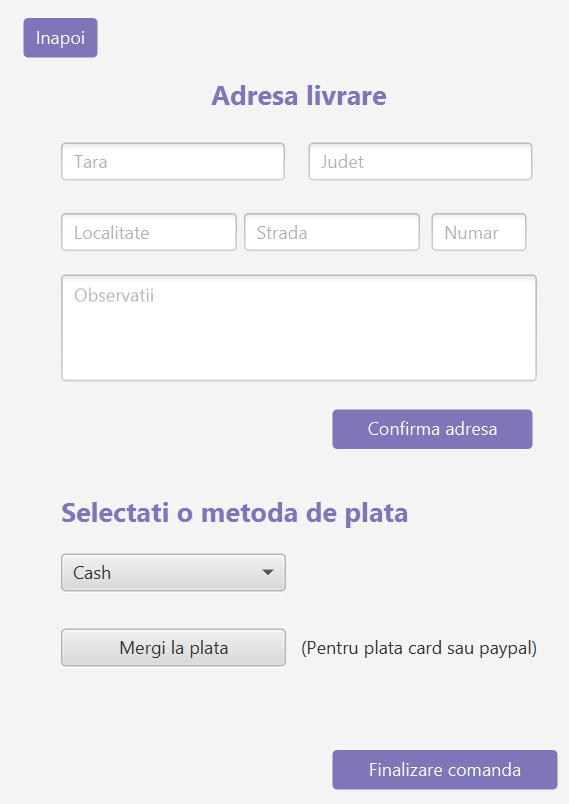 Inapoi
Adresa livrare
Tara Judet
Localitate Strada Numar
Observatii
Confirma adresa
Selectati o metoda de plata
Cash
Mergi la plata (Pentru plata card sau paypal)
Finalizare comanda